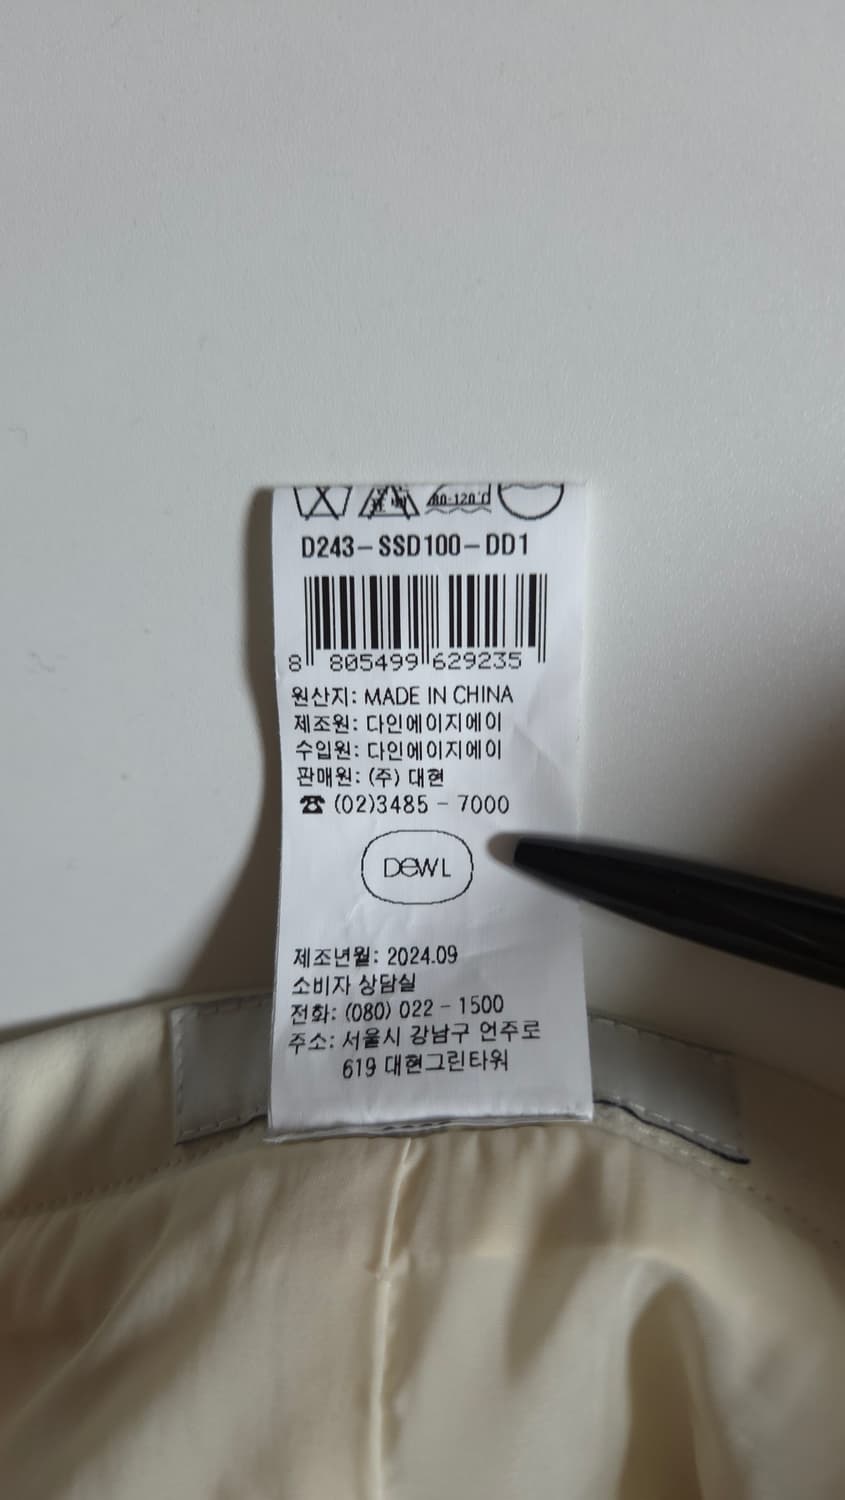 80-120℃
D243-SSD100-DD1
8 805499 629235
원산지: MADE IN CHINA
제조원: 다인에이지에이
수입원: 다인에이지에이
판매원: (주) 대현
☎ (02)3485 - 7000
DEWL
제조년월: 2024.09
소비자 상담실
전화: (080) 022 - 1500
주소: 서울시 강남구 언주로
619 대현그린타워